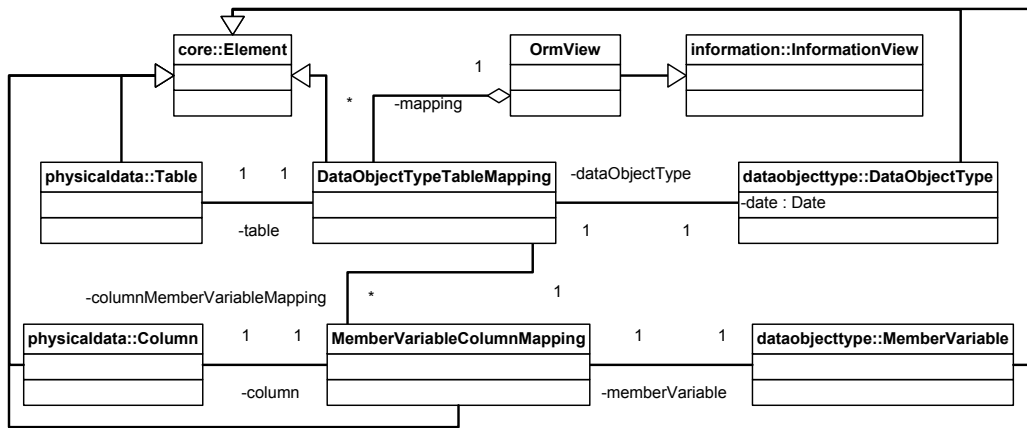 core::Element
OrmView
information::InformationView
1
*
-mapping
physicaldata::Table
1
1
DataObjectTypeTableMapping
-dataObjectType
dataobjecttype::DataObjectType
-date : Date
-table
1
1
-columnMemberVariableMapping
*
1
physicaldata::Column
1
1
MemberVariableColumnMapping
1
1
dataobjecttype::MemberVariable
-column
-memberVariable